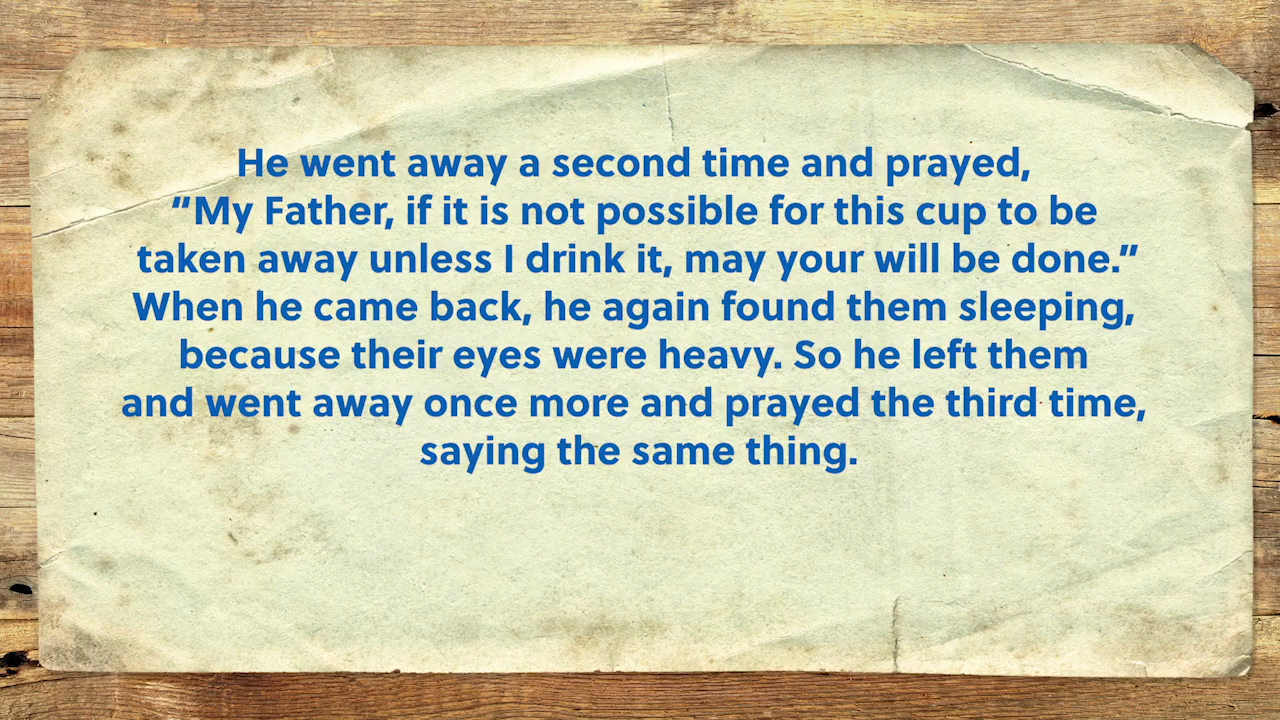 He went away a second time and prayed,
“My Father, if it is not possible for this cup to be
taken away unless I drink it, may your will be done.”
When he came back, he again found them sleeping,
because their eyes were heavy. So he left them
and went away once more and prayed the third time,
saying the same thing.